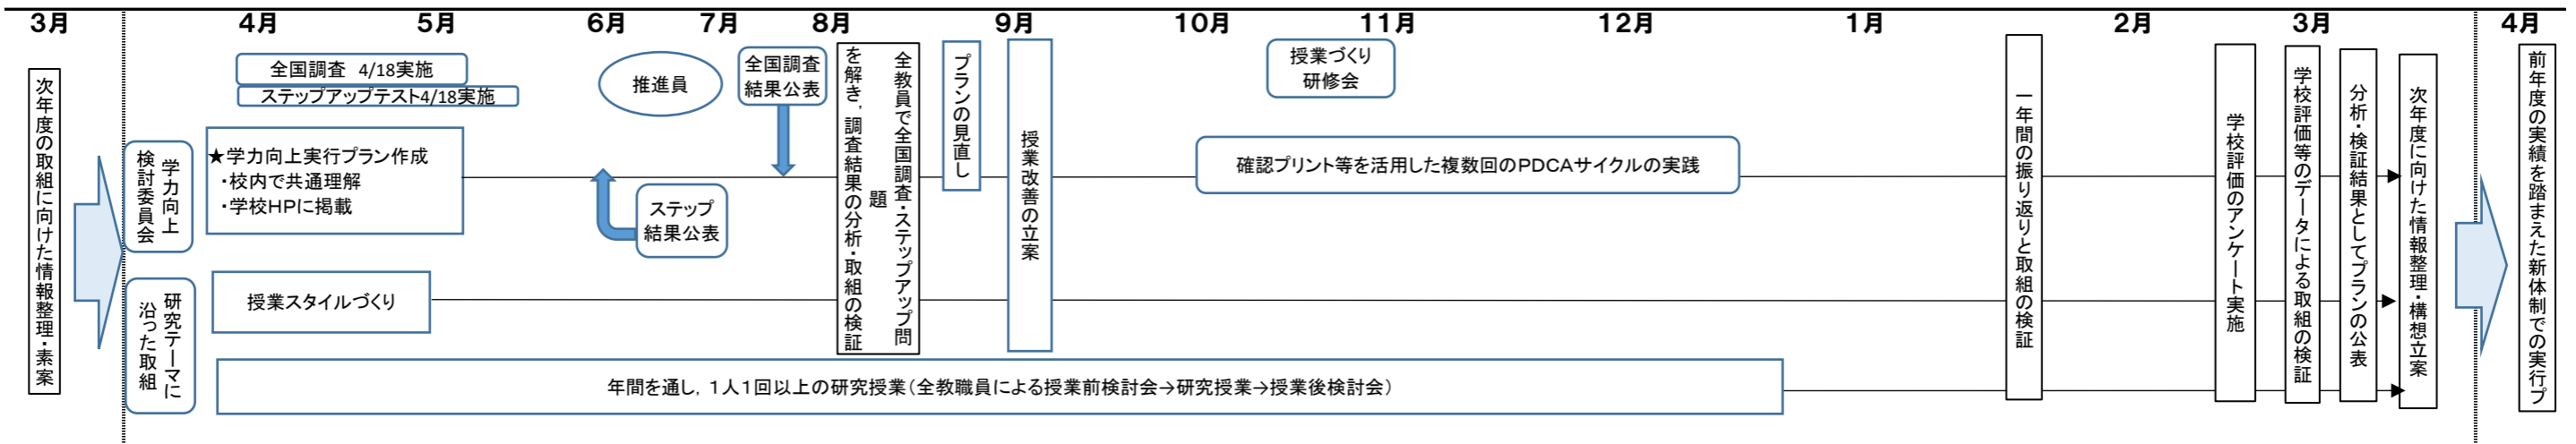 3月
4月
5月
6月
7月
8月
9月
10月
11月
12月
1月
2月
3月
4月
次年度の取組に向けた情報整理・素案
学力向上
検討委員会
研究テーマに
沿った取組
全国調査 4/18実施
ステップアップテスト4/18実施
★学力向上実行プラン作成
・校内で共通理解
・学校HPに掲載
授業スタイルづくり
推進員
ステップ
結果公表
全国調査
結果公表
全教員で全国調査・ステップアップ問
題
を解き，調査結果の分析・取組の検証
プランの見直し
授業改善の立案
授業づくり
研修会
確認プリント等を活用した複数回のPDCAサイクルの実践
年間を通し，1人1回以上の研究授業（全教職員による授業前検討会→研究授業→授業後検討会）
一年間の振り返りと取組の検証
学校評価のアンケート実施
学校評価等のデータによる取組の検証
分析・検証結果としてプランの公表
次年度に向けた情報整理・構想立案
前年度の実績を踏まえた新体制での実行プ